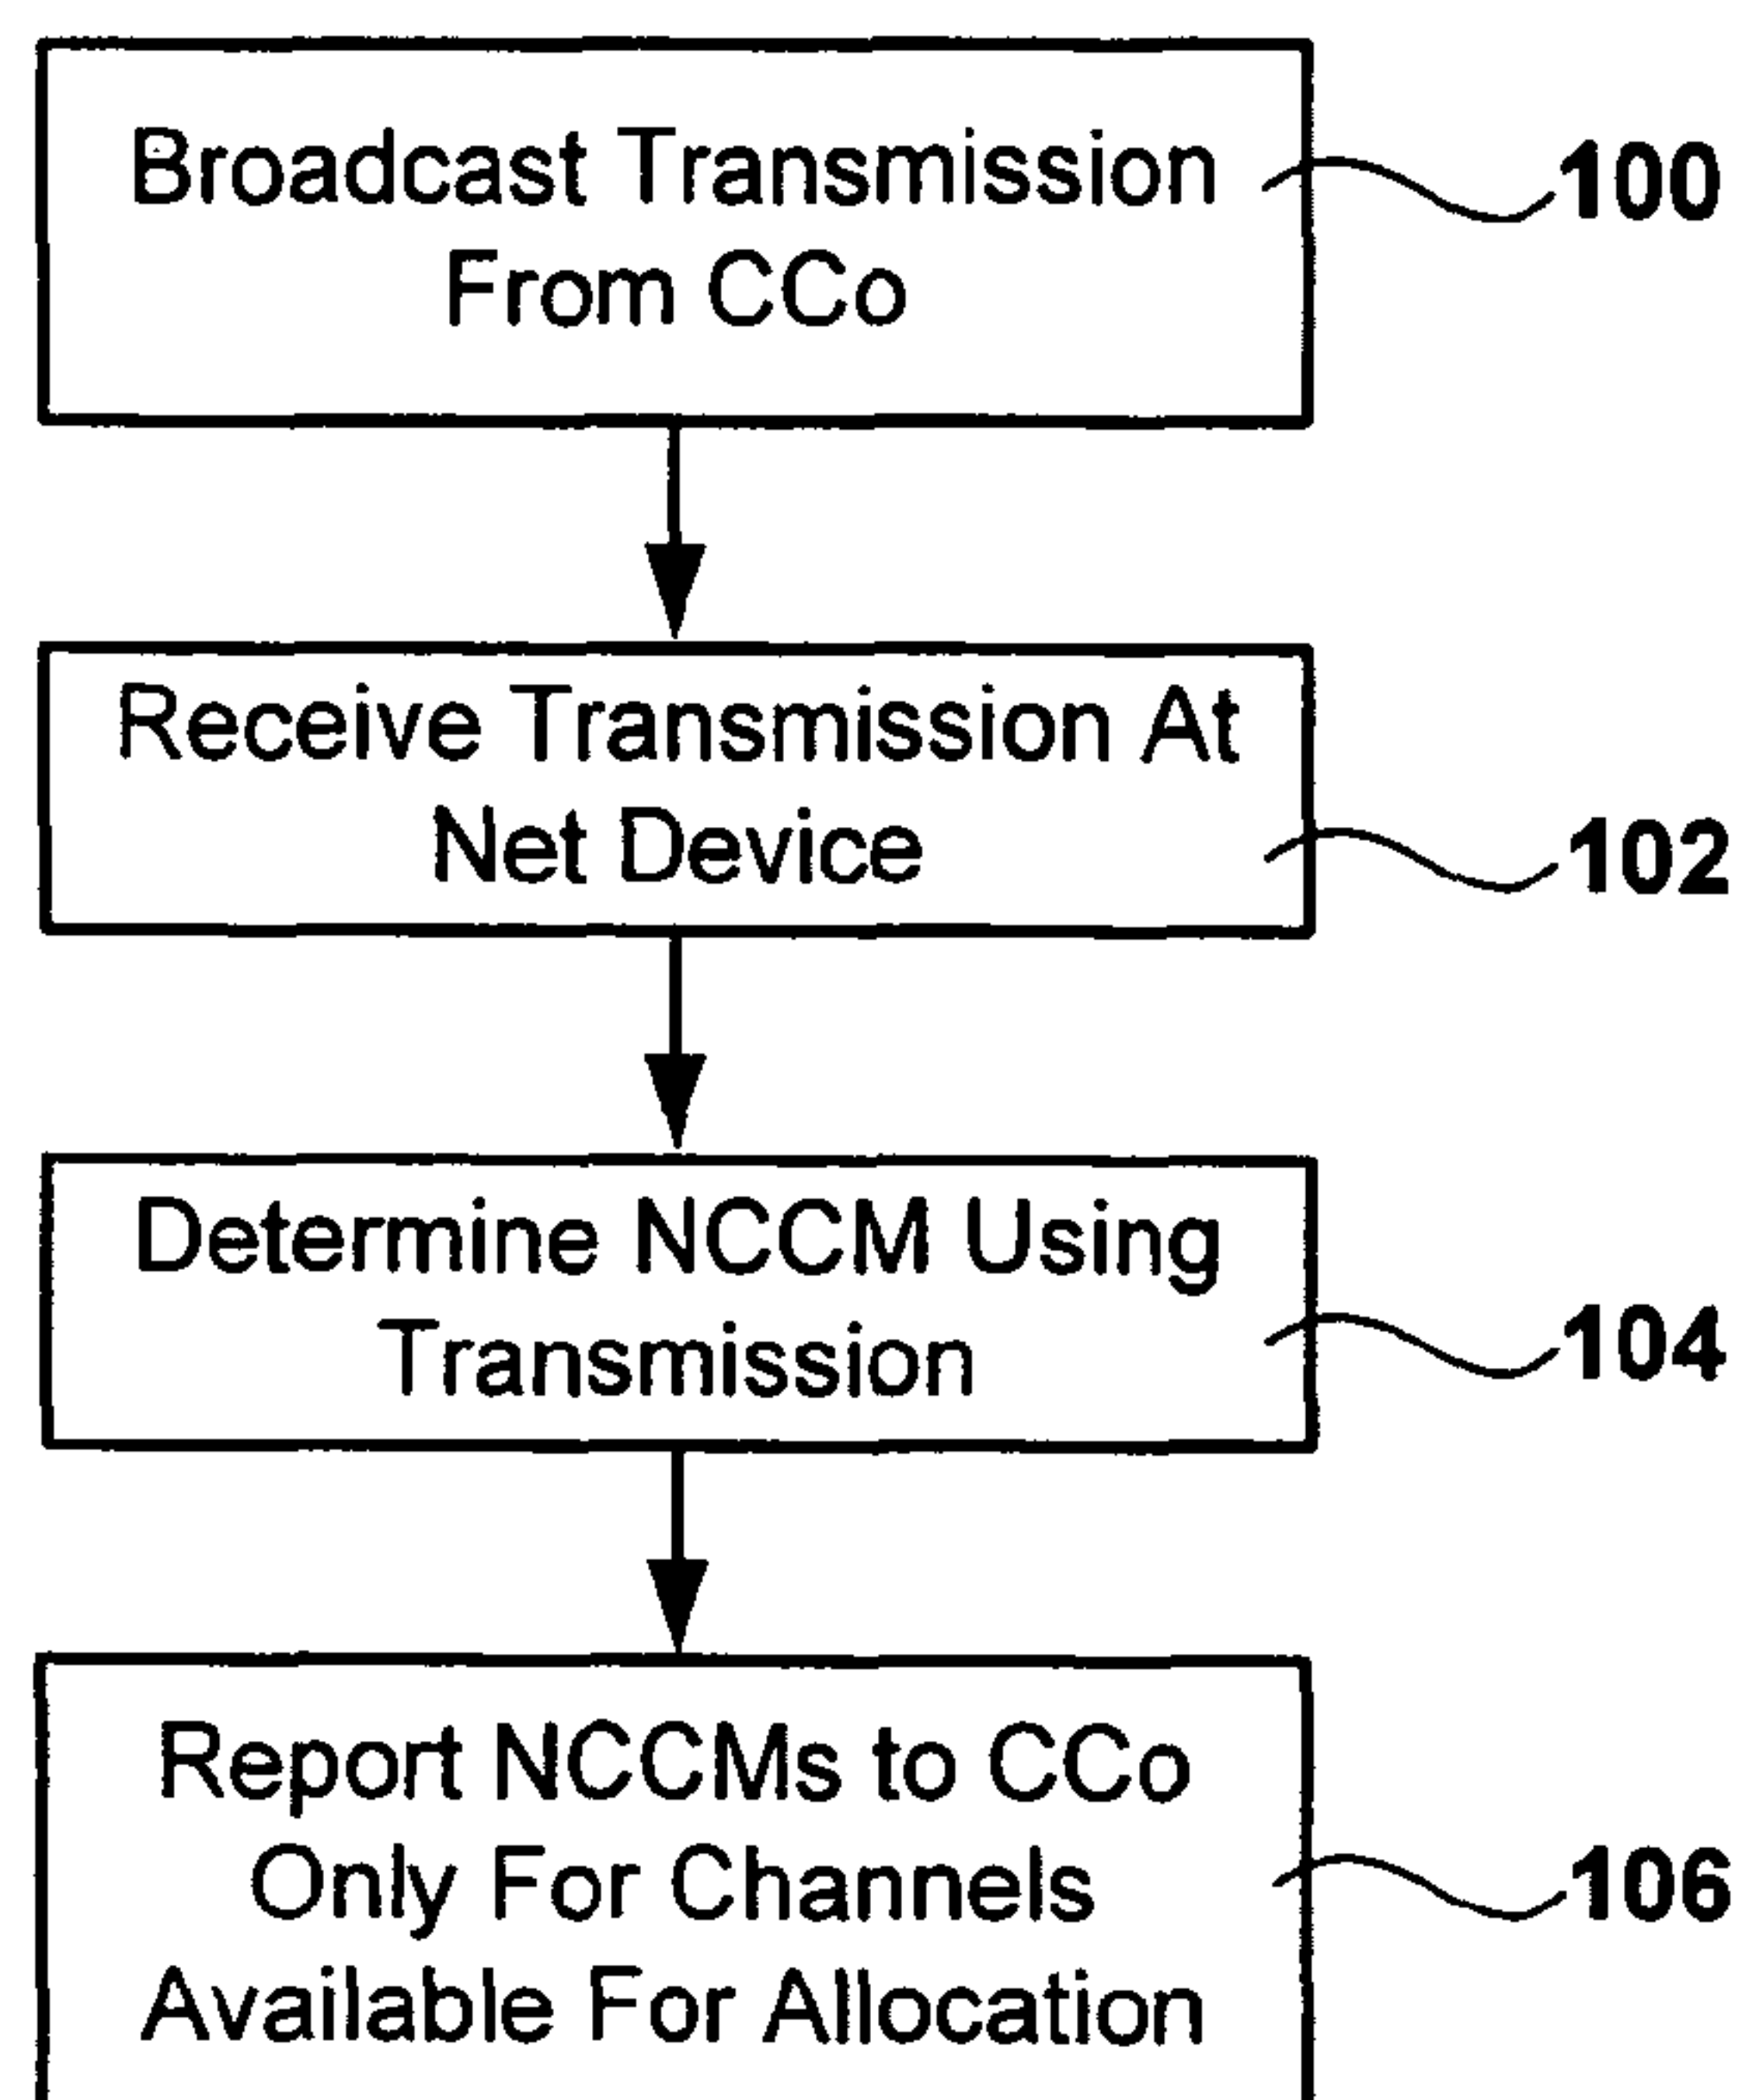 Broadcast Transmission
From CCo
100
Receive Transmission At
Net Device
102
Determine NCCM Using
Transmission
104
Report NCCMs to CCo
Only For Channels
Available For Allocation
106